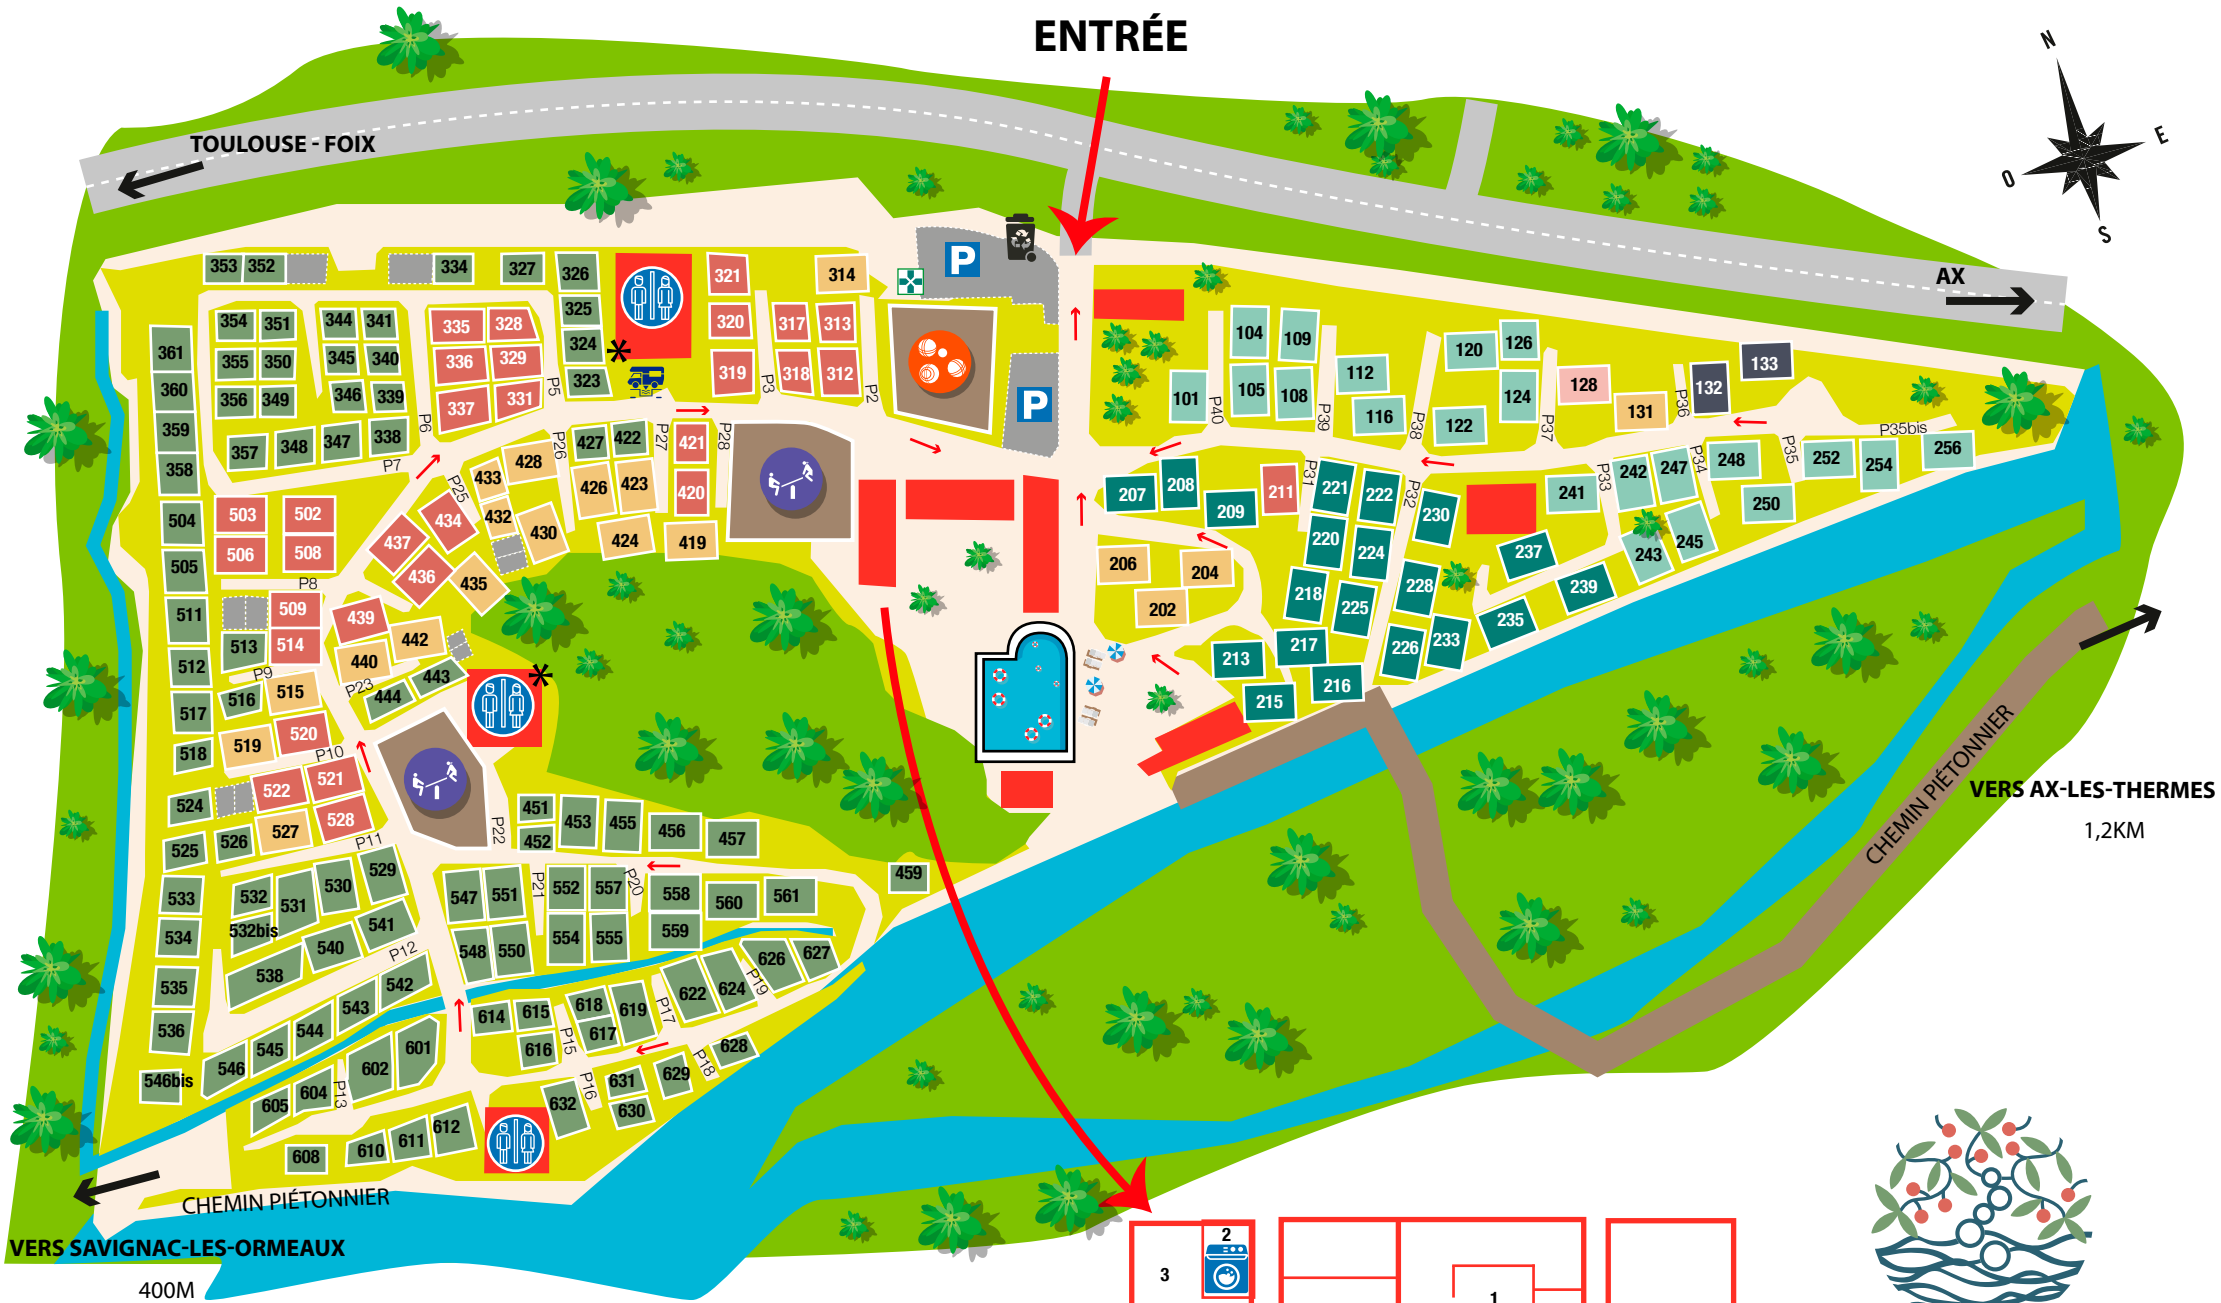 ENTRÉE
N
E
O
S
TOULOUSE - FOIX
AX
P
P
353 352 334 327 326 321 314
354 351 344 341 335 328 325 320 317 313
361 355 350 345 340 336 329 324 319 318 312
360 356 349 346 339 337 331 323
359 357 348 347 338
358
P7 P6 P5 P3 P2
433 428 427 422 421
P25 P26 P27 P28
432 430 426 423 420
434 424 419
437 436 435
504 503 502
505 506 508
P8
511 509 439 442
512 513 514 440
P9 P23
517 516 515 444 443
518 519 520
P10
524 522 521
525 526 527 528
P11
533 532 531 530 529
532bis
534 538 540 541
P12
535 542
536 543
546bis 546 545 544
P22
451 453 455 456 457
452
459
547 551 552 557 558 560 561
P21 P20
548 550 554 555 559
614 615 618 619 622 624 626 627
616 617
P15 P17 P19
601 602 604 605
P13
P16 P18
632 631 630 629 628
608 610 611 612
104 109 120 126
101 105 108 112 116 122 124
128 131 132 133
P40 P39 P38 P37 P36
P35bis
207 208 209 211 221 222 230
P31 P32 P33 P34 P35
241 242 247 248 252 254 256
250
206 204 202
220 224 237 243 245
218 225 228 239
213 217 226 233 235
215 216
CHEMIN PIÉTONNIER
VERS AX-LES-THERMES
1,2KM
CHEMIN PIÉTONNIER
VERS SAVIGNAC-LES-ORMEAUX
400M
2
3
1